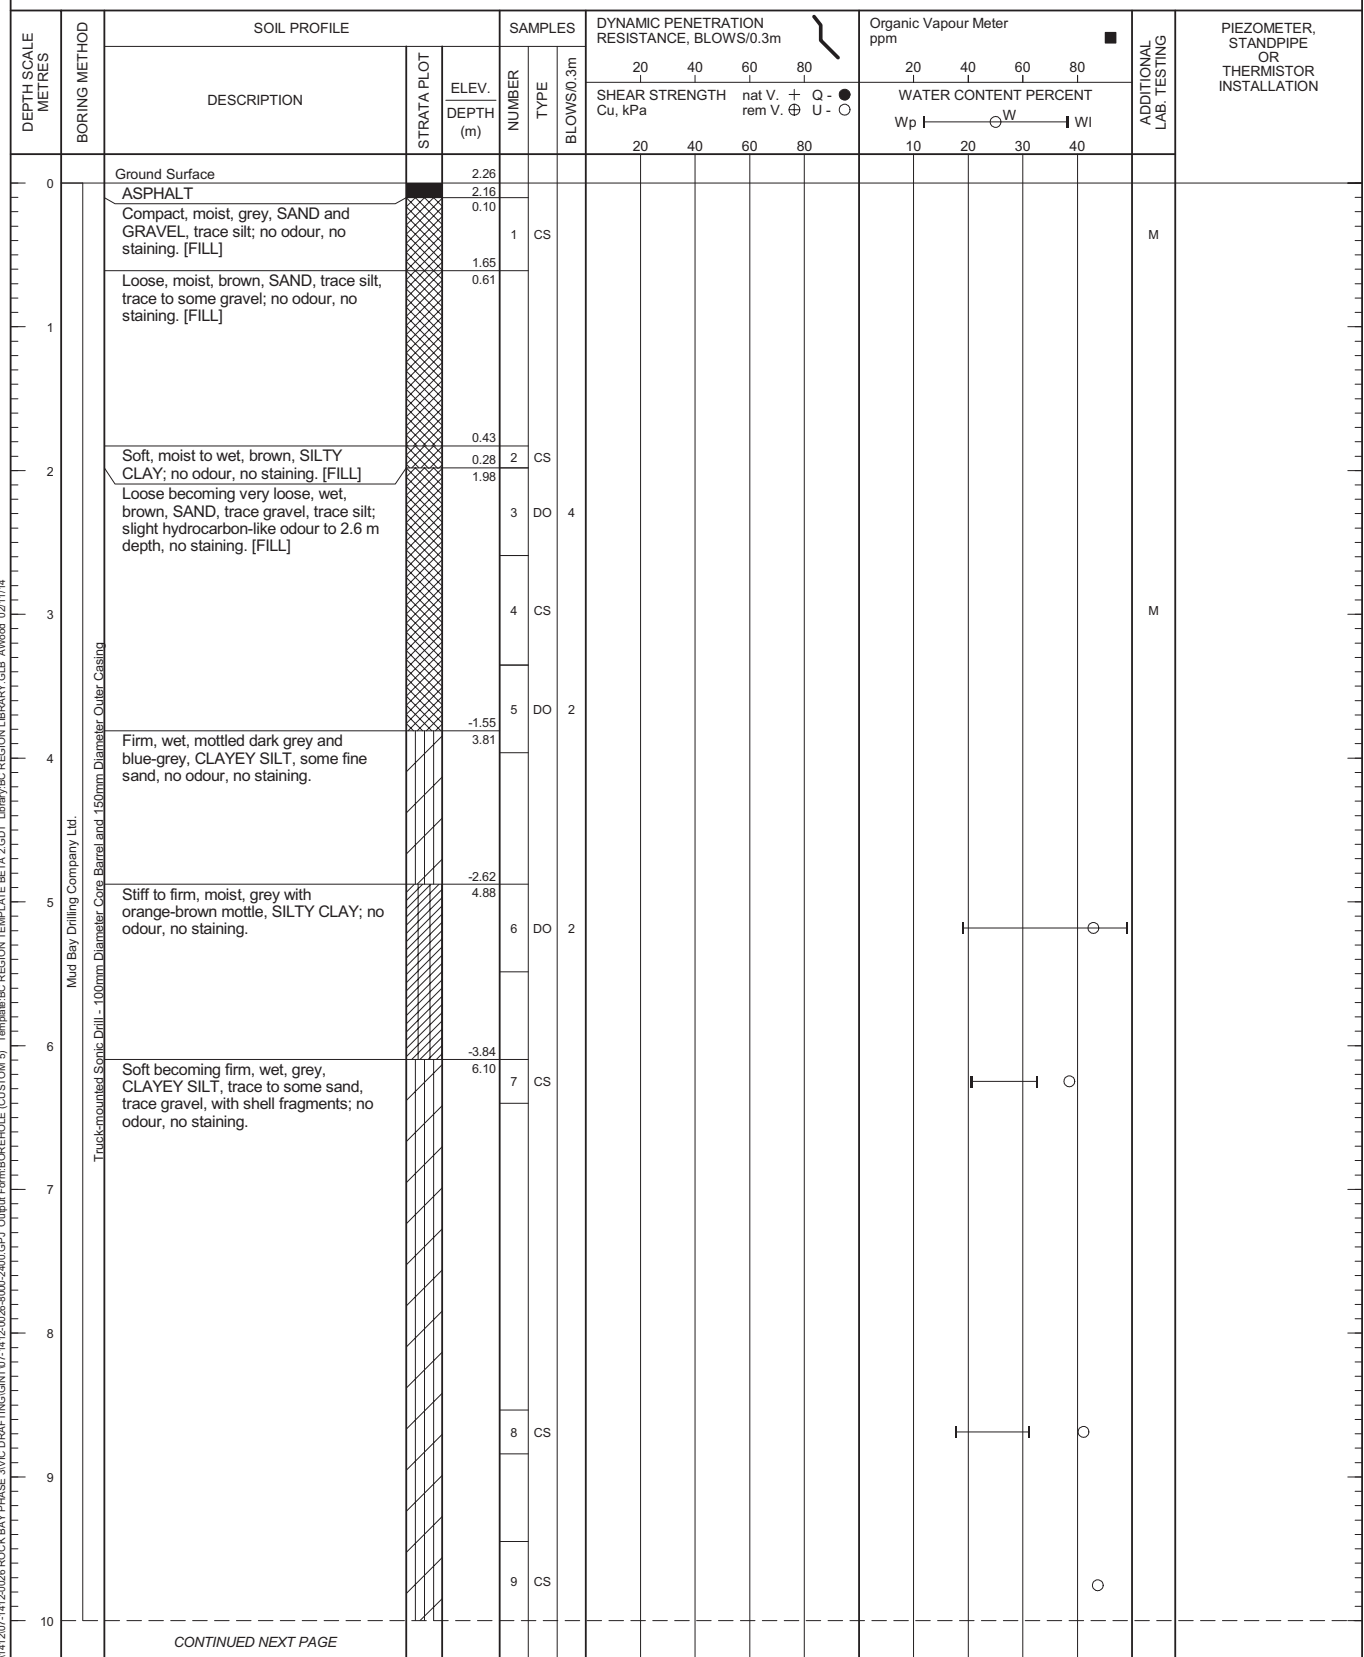 DEPTH SCALE
METRES
BORING METHOD
SOIL PROFILE
DESCRIPTION
STRATA PLOT
ELEV.
DEPTH
(m)
SAMPLES
NUMBER
TYPE
BLOWS/0.3m
DYNAMIC PENETRATION
RESISTANCE, BLOWS/0.3m
20 40 60 80
SHEAR STRENGTH nat V. + Q - ●
Cu, kPa rem V. ⊕ U - ○
20 40 60 80
Organic Vapour Meter
ppm ■
20 40 60 80
WATER CONTENT PERCENT
Wp W Wl
10 20 30 40
ADDITIONAL
LAB. TESTING
PIEZOMETER,
STANDPIPE
OR
THERMISTOR
INSTALLATION
Ground Surface 2.26
0
ASPHALT 2.16
0.10
Compact, moist, grey, SAND and
GRAVEL, trace silt; no odour, no
staining. [FILL]
1 CS M
1.65
0.61
Loose, moist, brown, SAND, trace silt,
trace to some gravel; no odour, no
staining. [FILL]
1
0.43
Soft, moist to wet, brown, SILTY
CLAY; no odour, no staining. [FILL]
0.28 2 CS
2
1.98
Loose becoming very loose, wet,
brown, SAND, trace gravel, trace silt;
slight hydrocarbon-like odour to 2.6 m
depth, no staining. [FILL]
3 DO 4
3
4 CS M
5 DO 2
-1.55
3.81
Firm, wet, mottled dark grey and
blue-grey, CLAYEY SILT, some fine
sand, no odour, no staining.
4
-2.62
4.88
Stiff to firm, moist, grey with
orange-brown mottle, SILTY CLAY; no
odour, no staining.
5
6 DO 2
6
-3.84
6.10
Soft becoming firm, wet, grey,
CLAYEY SILT, trace to some sand,
trace gravel, with shell fragments; no
odour, no staining.
7 CS
7
8
8 CS
9
9 CS
10
Mud Bay Drilling Company Ltd.
Truck-mounted Sonic Drill - 100mm Diameter Core Barrel and 150mm Diameter Outer Casing
CONTINUED NEXT PAGE